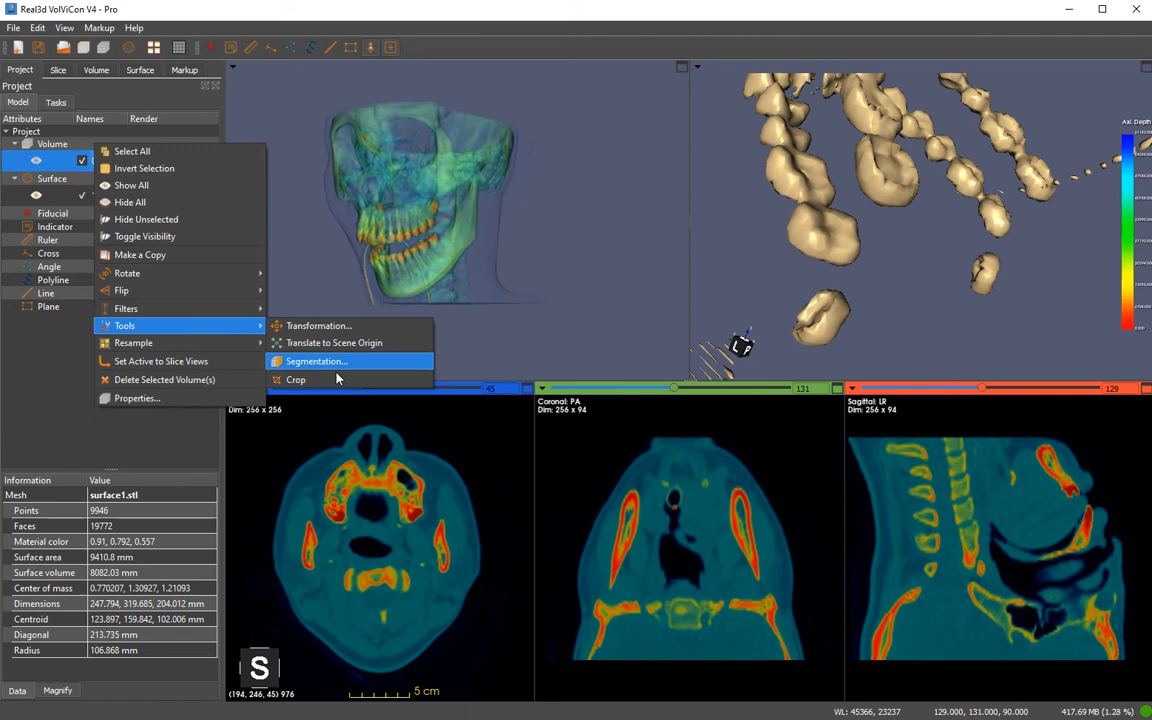 Real3d VolViCon V4 - Pro
File Edit View Markup Help
Project Slice Volume Surface Markup
Project
Model Tasks
Attributes Names Render
Project
Volume
Surface
Fiducial
Indicator
Ruler
Cross
Angle
Polyline
Line
Plane
Select All
Invert Selection
Show All
Hide All
Hide Unselected
Toggle Visibility
Make a Copy
Rotate
Flip
Filters
Tools
Resample
Set Active to Slice Views
Delete Selected Volume(s)
Properties...
Transformation...
Translate to Scene Origin
Segmentation...
Crop
Axi. Depth
L P
45
131
129
Dim: 256 x 256
Coronal: PA
Dim: 256 x 94
Sagittal: LR
Dim: 256 x 94
Information Value
Mesh surface1.stl
Points 9946
Faces 19772
Material color 0.91, 0.792, 0.557
Surface area 9410.8 mm
Surface volume 8082.03 mm
Center of mass 0.770207, 1.30927, 1.21093
Dimensions 247.794, 319.685, 204.012 mm
Centroid 123.897, 159.842, 102.006 mm
Diagonal 213.735 mm
Radius 106.868 mm
Data Magnify
S
(194, 246, 45) 976
5 cm
WL: 45366, 23237 129.000, 131.000, 90.000 417.69 MB (1.28 %)